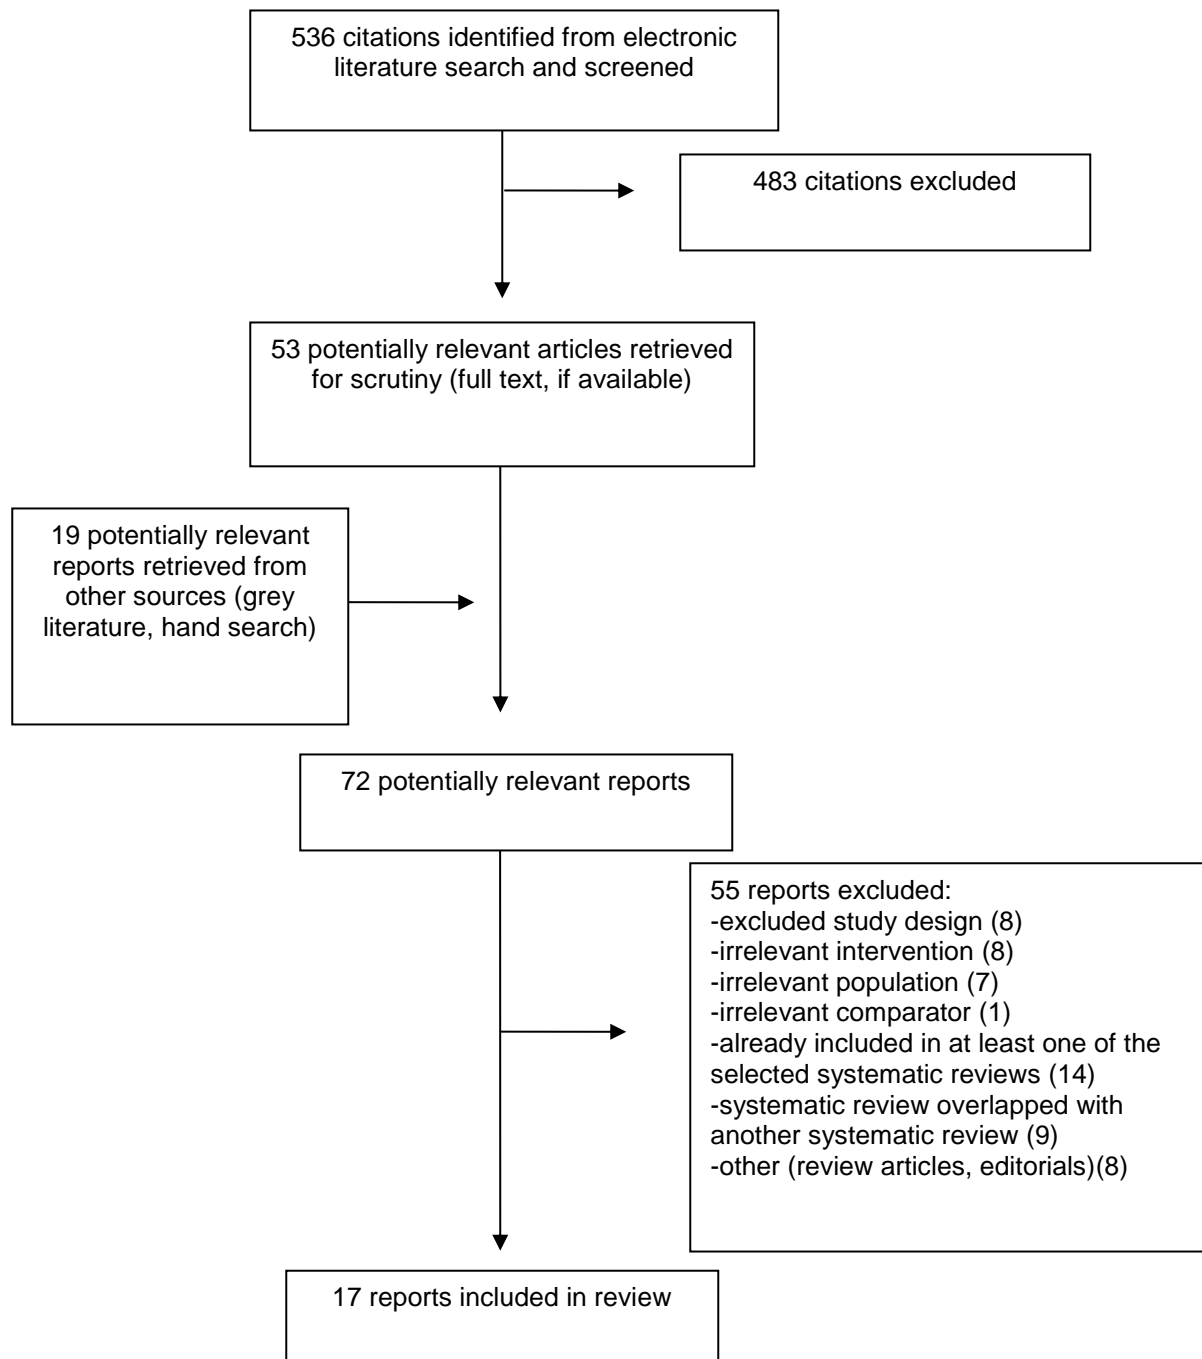 536 citations identified from electronic
literature search and screened
483 citations excluded
53 potentially relevant articles retrieved
for scrutiny (full text, if available)
19 potentially relevant
reports retrieved from
other sources (grey
literature, hand search)
72 potentially relevant reports
55 reports excluded:
-excluded study design (8)
-irrelevant intervention (8)
-irrelevant population (7)
-irrelevant comparator (1)
-already included in at least one of the
selected systematic reviews (14)
-systematic review overlapped with
another systematic review (9)
-other (review articles, editorials)(8)
17 reports included in review